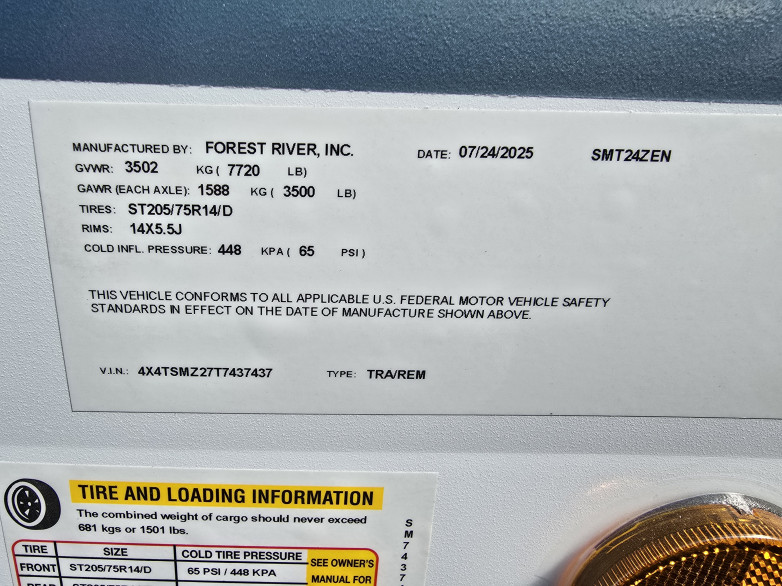 MANUFACTURED BY: FOREST RIVER, INC. DATE: 07/24/2025 SMT24ZEN
GVWR: 3502 KG ( 7720 LB)
GAWR (EACH AXLE): 1588 KG ( 3500 LB)
TIRES: ST205/75R14/D
RIMS: 14X5.5J
COLD INFL. PRESSURE: 448 KPA ( 65 PSI )
THIS VEHICLE CONFORMS TO ALL APPLICABLE U.S. FEDERAL MOTOR VEHICLE SAFETY
STANDARDS IN EFFECT ON THE DATE OF MANUFACTURE SHOWN ABOVE.
V.I.N.: 4X4TSMZ27T7437437 TYPE: TRA/REM
TIRE AND LOADING INFORMATION
The combined weight of cargo should never exceed
681 kgs or 1501 lbs.
TIRE SIZE COLD TIRE PRESSURE SEE OWNER'S
FRONT ST205/75R14/D 65 PSI / 448 KPA MANUAL FOR